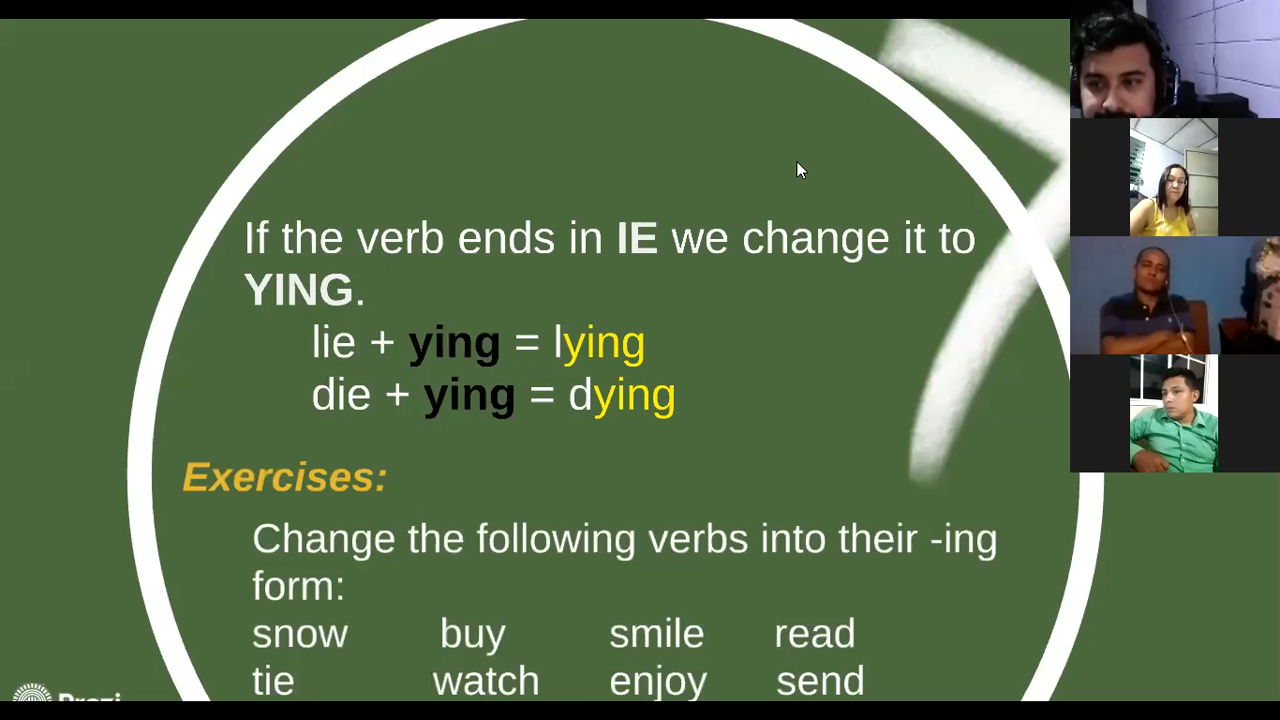 If the verb ends in IE we change it to
YING.
lie + ying = lying
die + ying = dying
Exercises:
Change the following verbs into their -ing
form:
snow buy smile read
tie watch enjoy send
Prezi